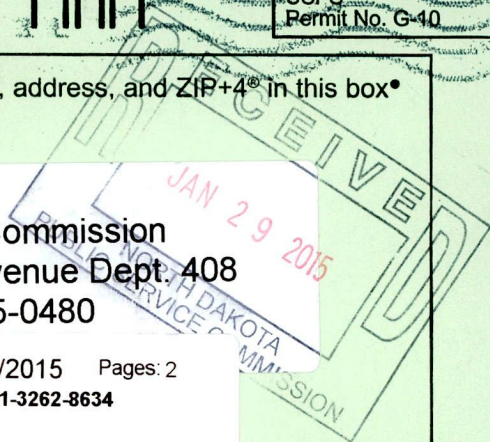 Permit No. G-10
, address, and ZIP+4® in this box•
RECEIVED
JAN 29 2015
NORTH DAKOTA
PUBLIC SERVICE COMMISSION
ommission
enue Dept. 408
5-0480
/2015 Pages: 2
1-3262-8634